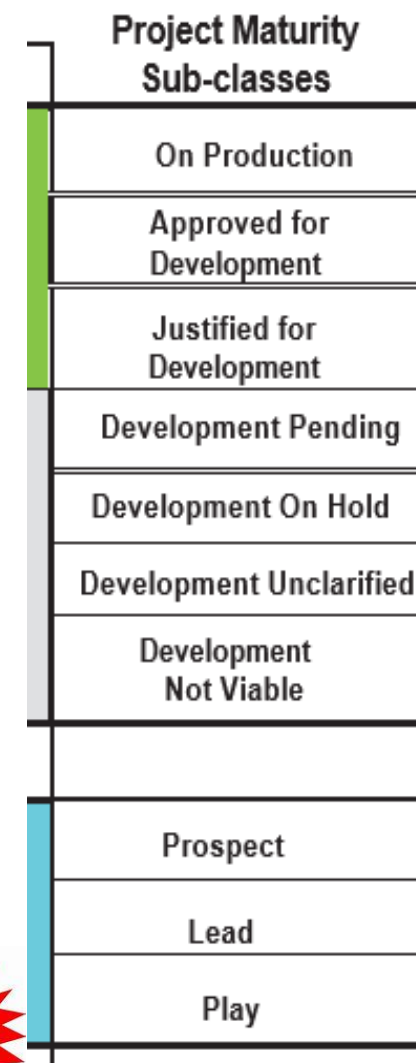 Project Maturity
Sub-classes
On Production
Approved for
Development
Justified for
Development
Development Pending
Development On Hold
Development Unclarified
Development
Not Viable
Prospect
Lead
Play